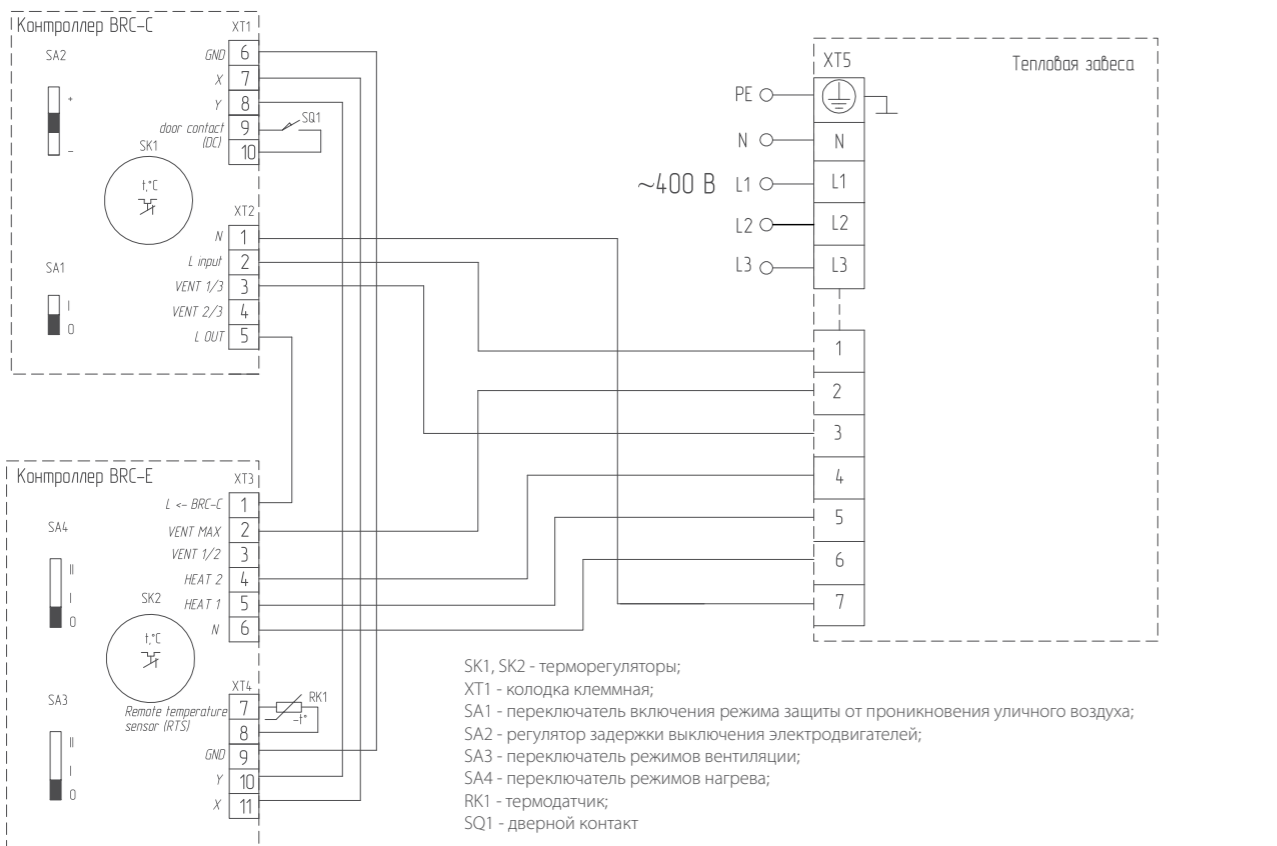 Контроллер BRC-C
XT1
SA2
+
-
GND 6
X 7
Y 8
door contact (DC) 9
10
SQ1
SK1
t,°C
XT2
N 1
L input 2
VENT 1/3 3
VENT 2/3 4
L OUT 5
SA1
I
0
Контроллер BRC-E
XT3
L <- BRC-C 1
VENT MAX 2
VENT 1/2 3
HEAT 2 4
HEAT 1 5
N 6
SA4
II
I
0
SK2
t,°C
XT4
Remote temperature sensor (RTS) 7
8
RK1
-t°
GND 9
Y 10
X 11
SA3
II
I
0
Тепловая завеса
XT5
PE
N N
~400 В L1 L1
L2 L2
L3 L3
1
2
3
4
5
6
7
SK1, SK2 - терморегуляторы;
XT1 - колодка клеммная;
SA1 - переключатель включения режима защиты от проникновения уличного воздуха;
SA2 - регулятор задержки выключения электродвигателей;
SA3 - переключатель режимов вентиляции;
SA4 - переключатель режимов нагрева;
RK1 - термодатчик;
SQ1 - дверной контакт